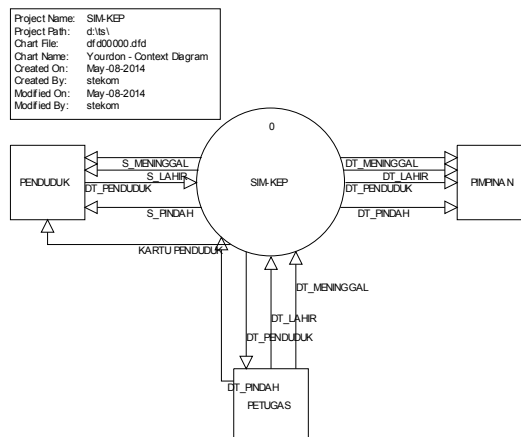 Project Name: SIM-KEP
Project Path: d:\ts\
Chart File: dfd00000.dfd
Chart Name: Yourdon - Context Diagram
Created On: May-08-2014
Created By: stekom
Modified On: May-08-2014
Modified By: stekom
0
SIM-KEP
PENDUDUK
S_MENINGGAL
S_LAHIR
DT_PENDUDUK
S_PINDAH
KARTU PENDUDUK
DT_MENINGGAL
DT_LAHIR
DT_PENDUDUK
DT_PINDAH
PIMPINAN
DT_MENINGGAL
DT_LAHIR
DT_PENDUDUK
DT_PINDAH
PETUGAS